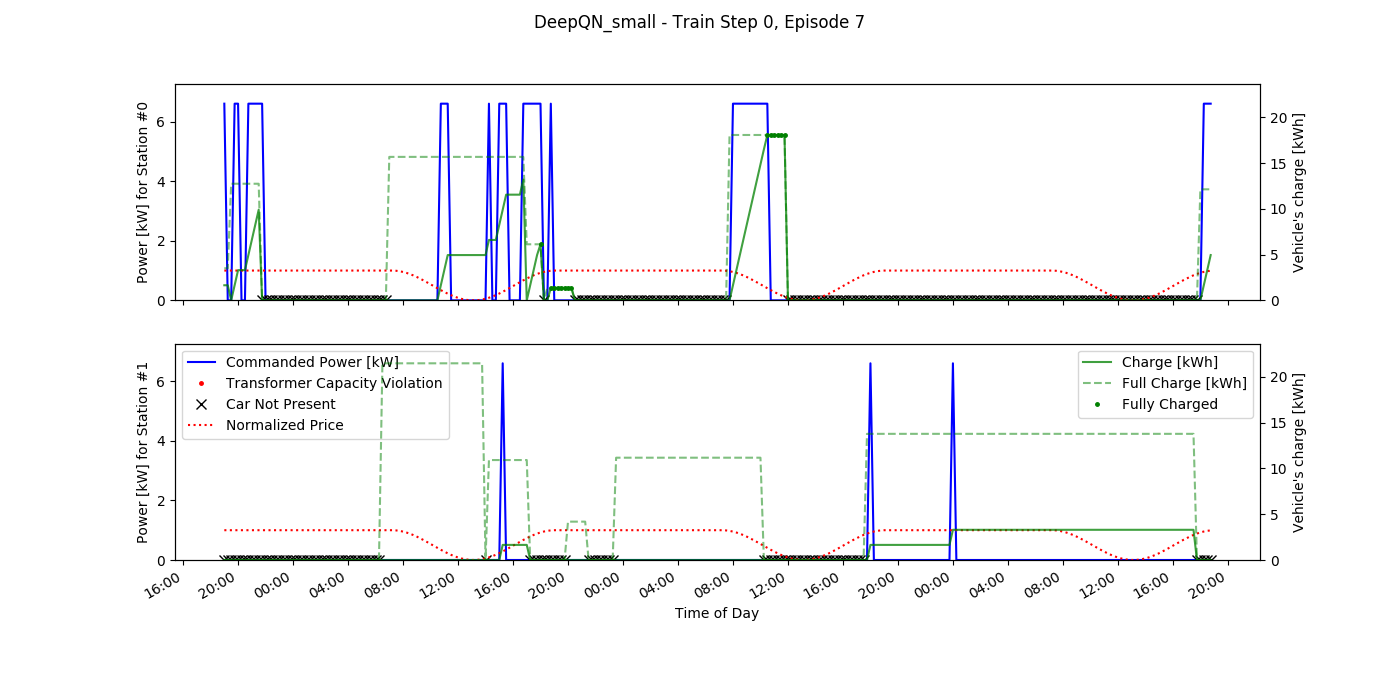 DeepQN_small - Train Step 0, Episode 7
Power [kW] for Station #0
6
4
2
0
20
15
10
5
0
Vehicle's charge [kWh]
Power [kW] for Station #1
6
4
2
0
Commanded Power [kW]
Transformer Capacity Violation
Car Not Present
Normalized Price
Charge [kWh]
Full Charge [kWh]
Fully Charged
20
15
10
5
0
Vehicle's charge [kWh]
16:00 20:00 00:00 04:00 08:00 12:00 16:00 20:00 00:00 04:00 08:00 12:00 16:00 20:00 00:00 04:00 08:00 12:00 16:00 20:00
Time of Day